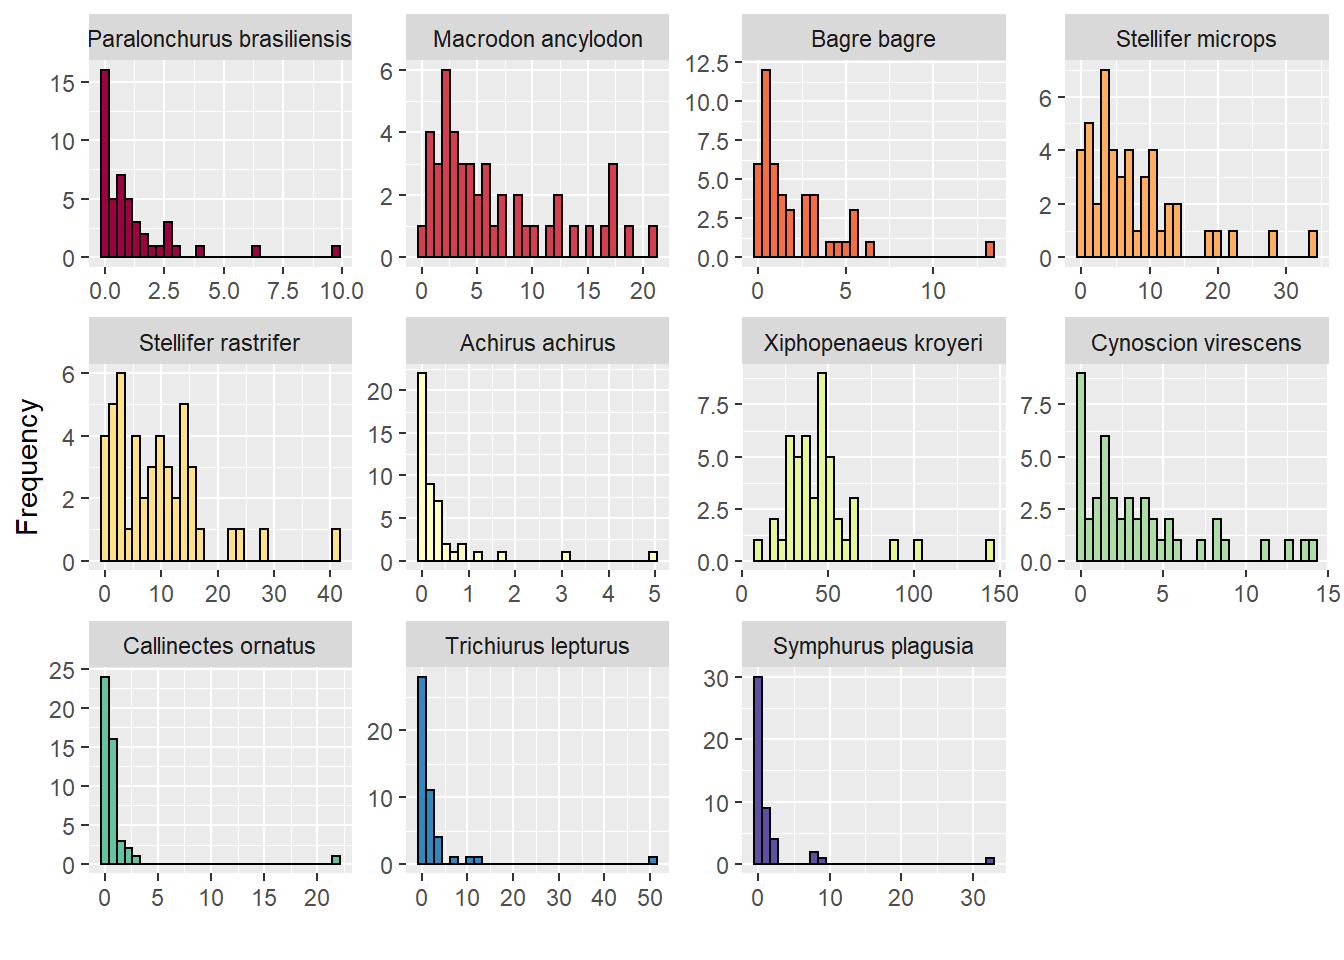 Paralonchurus brasiliensis
Macrodon ancylodon
Bagre bagre
Stellifer microps
15
10
5
0
6
4
2
0
12.5
10.0
7.5
5.0
2.5
0.0
6
4
2
0
0.0 2.5 5.0 7.5 10.0
0 5 10 15 20
0 5 10
0 10 20 30
Frequency
Stellifer rastrifer
Achirus achirus
Xiphopenaeus kroyeri
Cynoscion virescens
6
4
2
0
20
15
10
5
0
7.5
5.0
2.5
0.0
7.5
5.0
2.5
0.0
0 10 20 30 40
0 1 2 3 4 5
0 50 100 150
0 5 10 15
Callinectes ornatus
Trichiurus lepturus
Symphurus plagusia
25
20
15
10
5
0
20
10
0
30
20
10
0
0 5 10 15 20
0 10 20 30 40 50
0 10 20 30